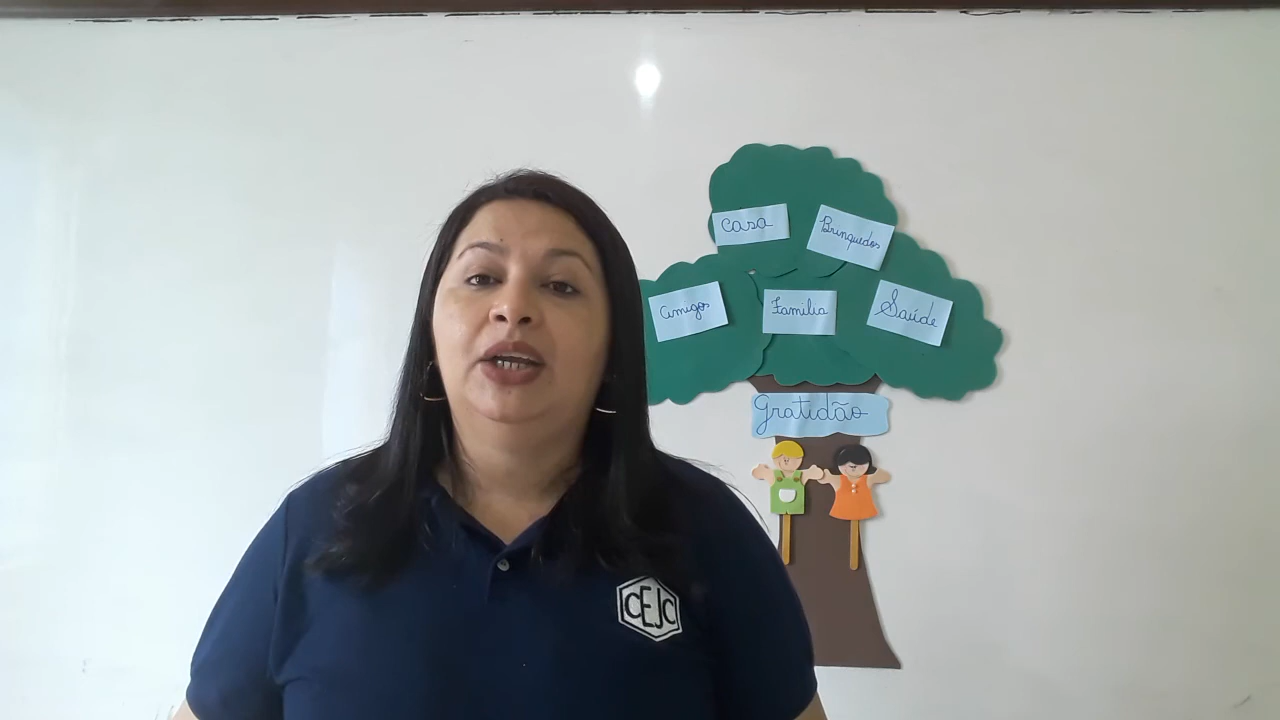 Casa
Brinquedos
Amigos
Família
Saúde
Gratidão
CEJC